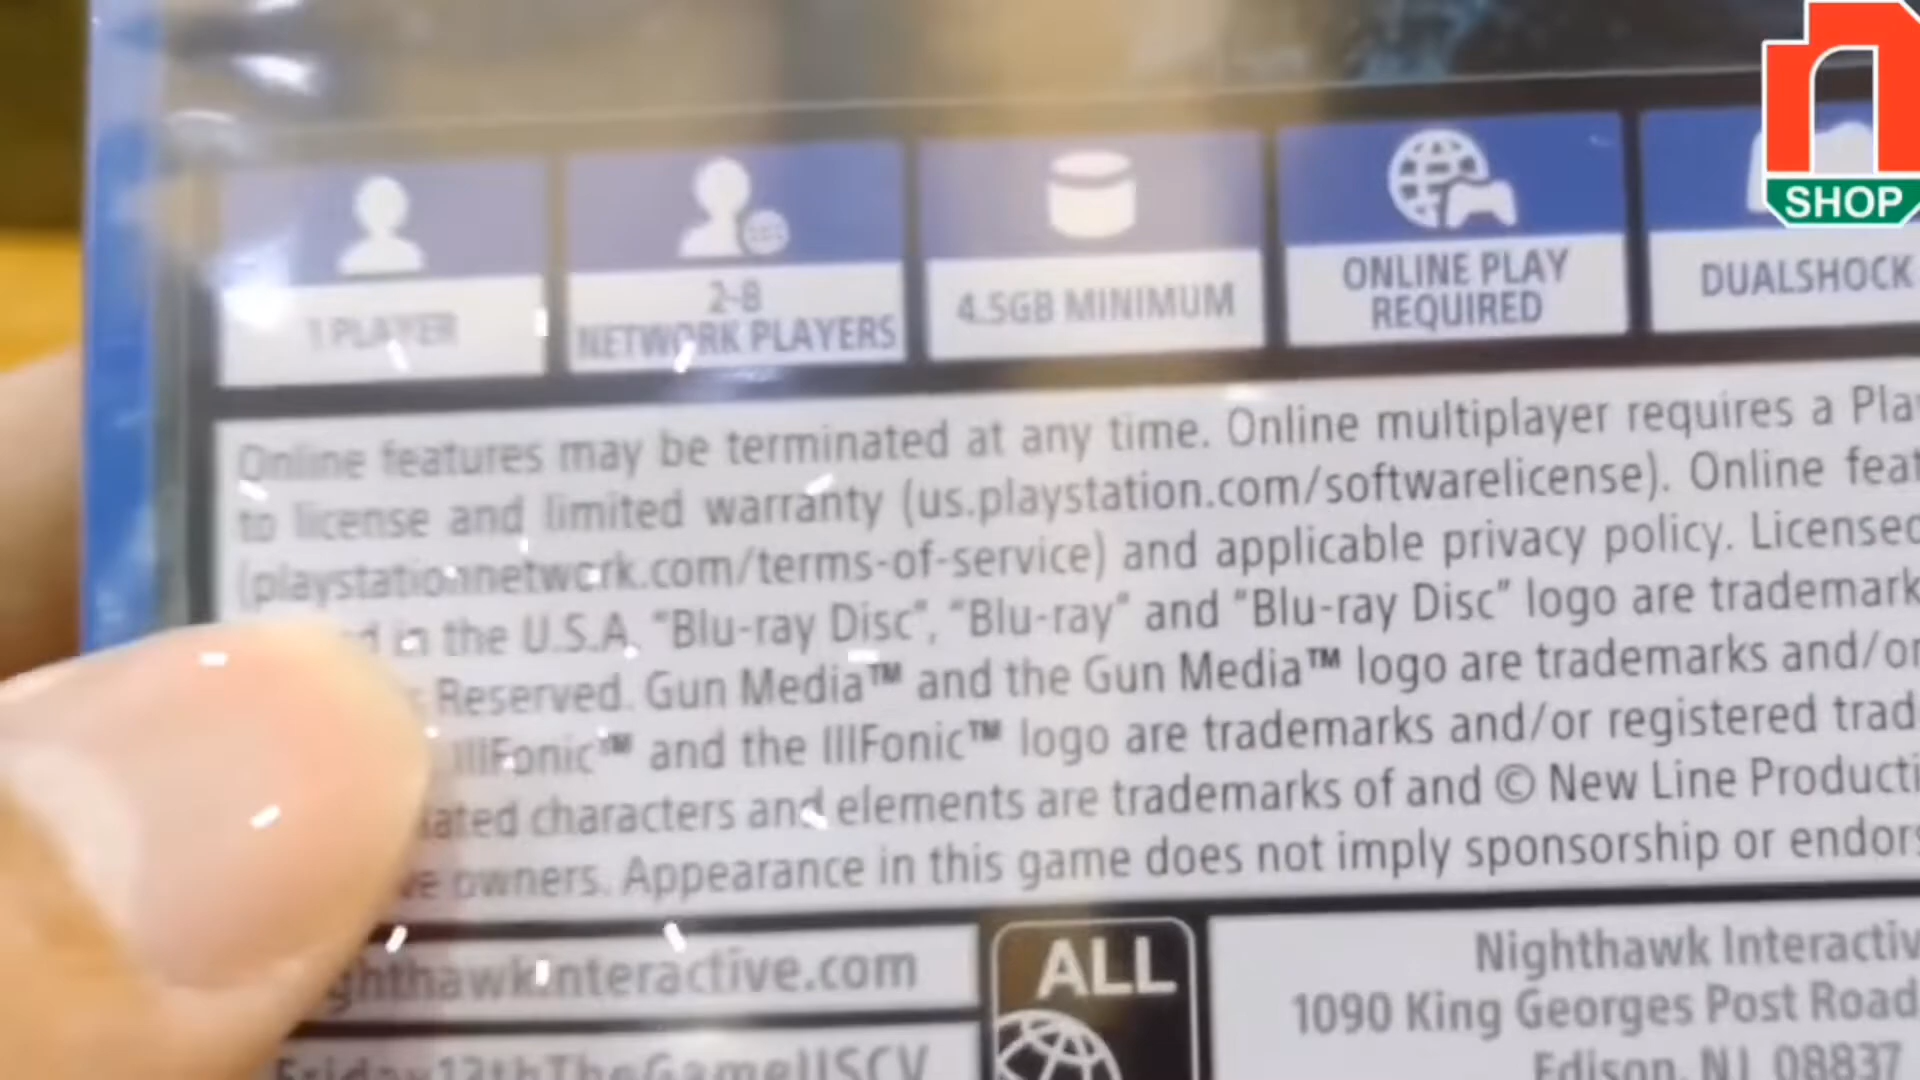 SHOP
1 PLAYER
2-8
NETWORK PLAYERS
4.5GB MINIMUM
ONLINE PLAY
REQUIRED
DUALSHOCK
Online features may be terminated at any time. Online multiplayer requires a Pla
to license and limited warranty (us.playstation.com/softwarelicense). Online feat
(playstationnetwork.com/terms-of-service) and applicable privacy policy. Licensed
in the U.S.A. "Blu-ray Disc", "Blu-ray" and "Blu-ray Disc" logo are trademark
Reserved. Gun Media™ and the Gun Media™ logo are trademarks and/or
IllFonic™ and the IllFonic™ logo are trademarks and/or registered trad
ated characters and elements are trademarks of and © New Line Producti
ve owners. Appearance in this game does not imply sponsorship or endors
ghthawkinteractive.com
ALL
Nighthawk Interactiv
1090 King Georges Post Road
Edison, NJ 08837
Friday13thTheGameUSCV